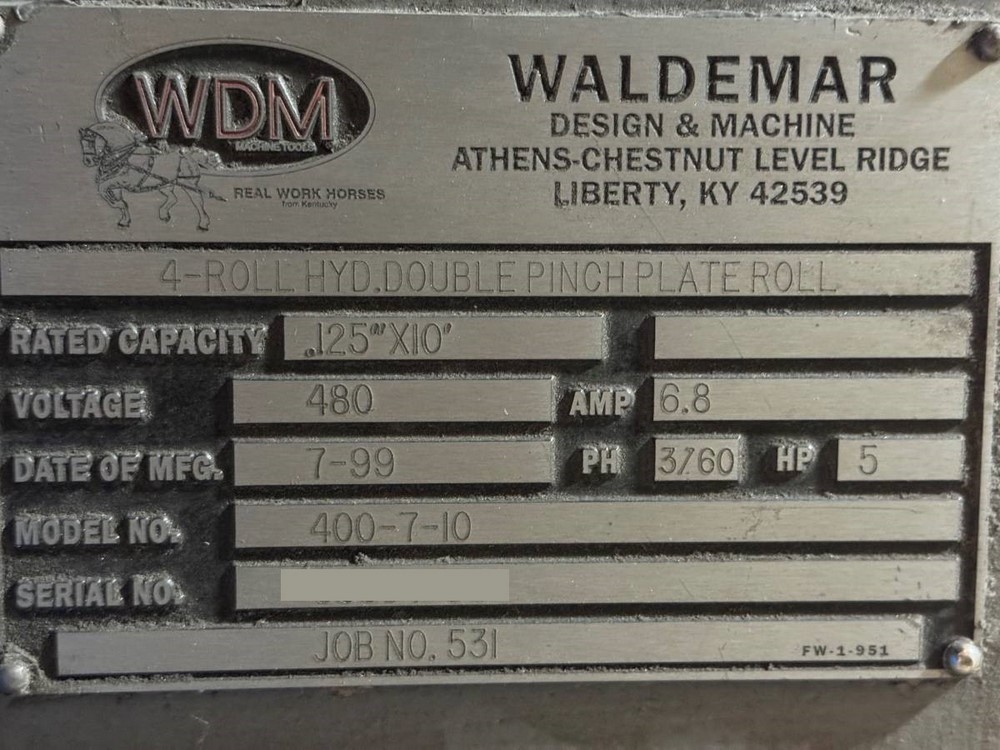 WDM
MACHINE TOOLS
REAL WORK HORSES
from Kentucky
WALDEMAR
DESIGN & MACHINE
ATHENS-CHESTNUT LEVEL RIDGE
LIBERTY, KY 42539
4-ROLL HYD.DOUBLE PINCH PLATE ROLL
RATED CAPACITY .125"X10'
VOLTAGE 480 AMP 6.8
DATE OF MFG. 7-99 PH 3/60 HP 5
MODEL NO. 400-7-10
SERIAL NO.
JOB NO. 531 FW-1-951